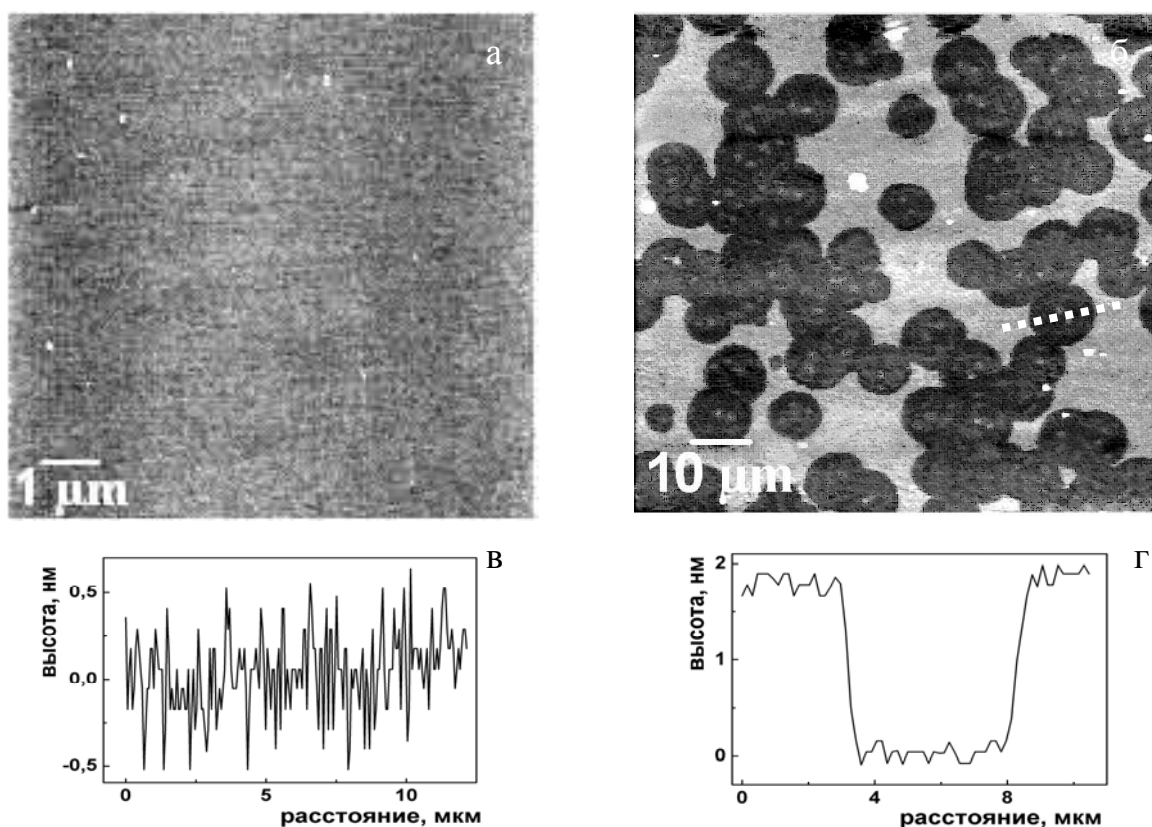 а
б
1 μm
10 μm
в
высота, нм
0,5
0,0
-0,5
0
5
10
расстояние, мкм
г
высота, нм
2
1
0
0
4
8
расстояние, мкм